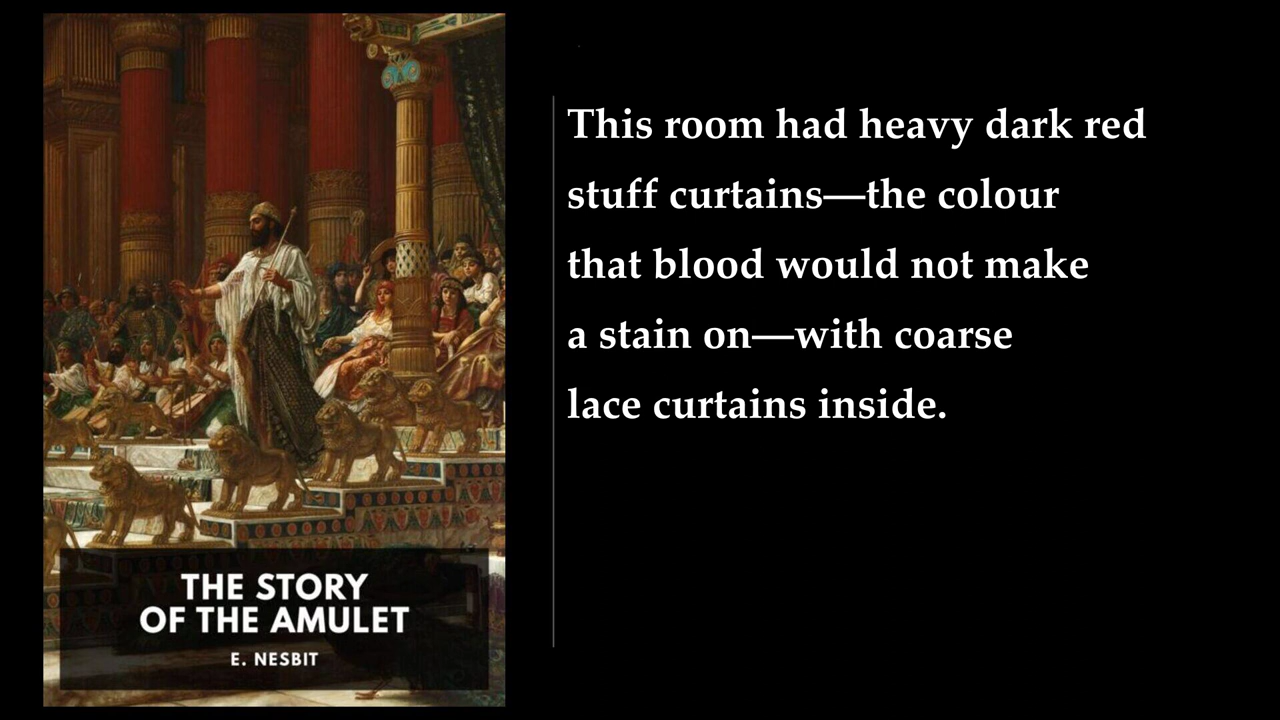 This room had heavy dark red
stuff curtains—the colour
that blood would not make
a stain on—with coarse
lace curtains inside.
THE STORY
OF THE AMULET
E. NESBIT